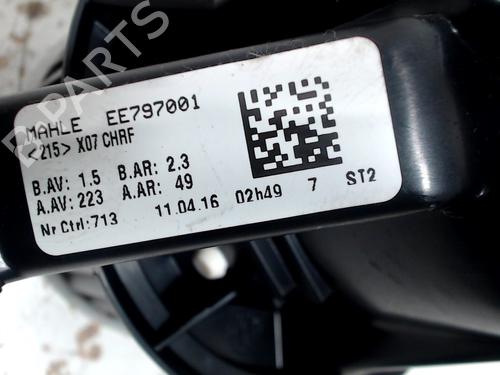 B-PARTS
MAHLE EE797001
<215> X07 CHRF
B.AV: 1.5 B.AR: 2.3
A.AV: 223 A.AR: 49
Nr Ctrl:713 11.04.16 02h49 7 ST2